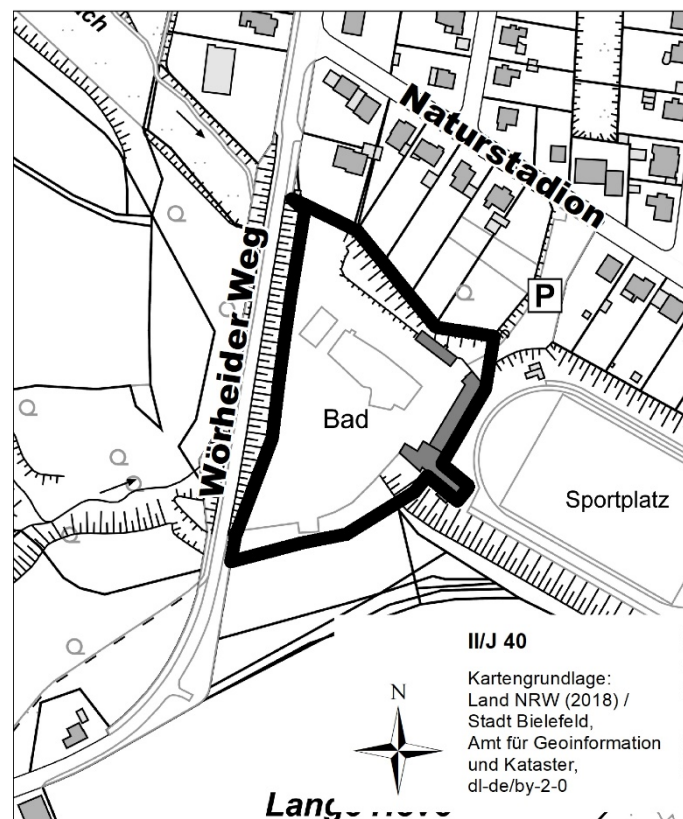 Naturstadion
Wörheider Weg
P
Bad
Sportplatz
II/J 40
Kartengrundlage:
Land NRW (2018) /
Stadt Bielefeld,
Amt für Geoinformation
und Kataster,
dl-de/by-2-0
N
Lange